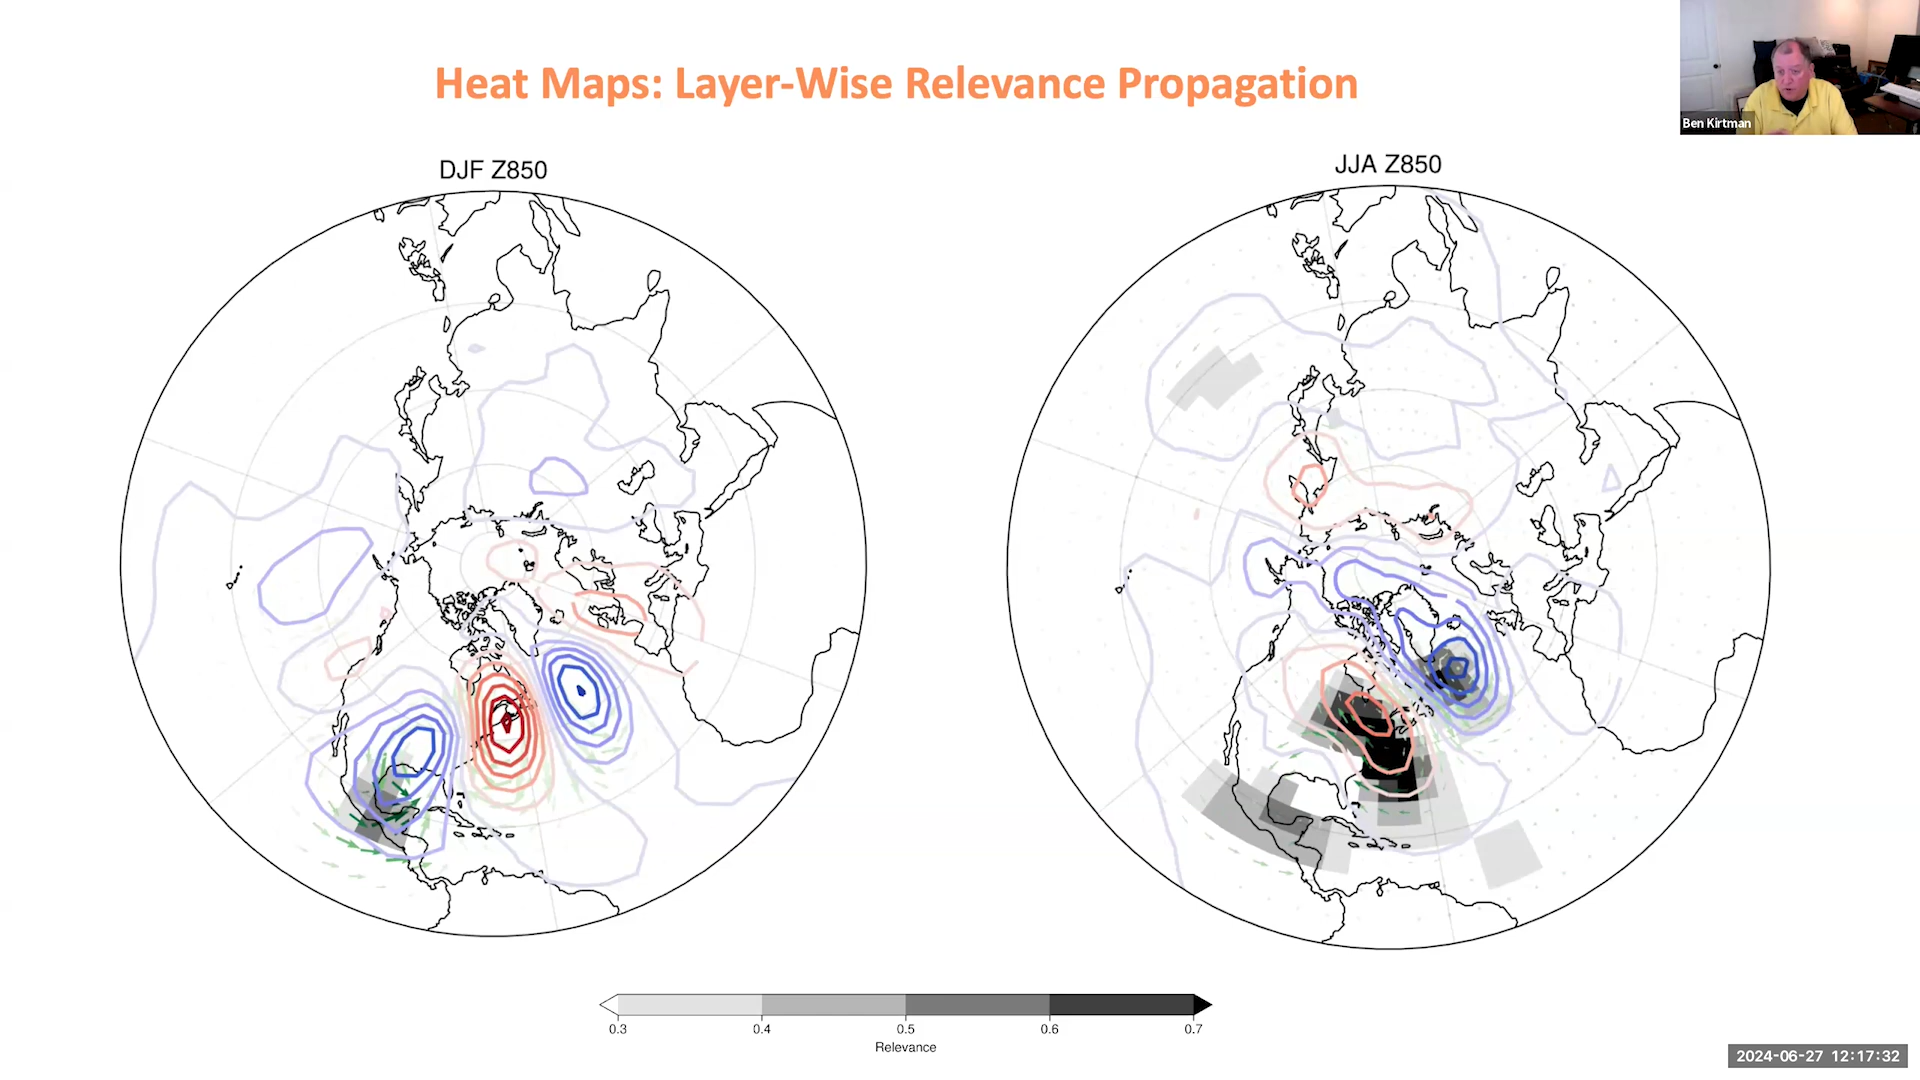 Heat Maps: Layer-Wise Relevance Propagation
Ben Kirtman
DJF Z850
JJA Z850
0.3 0.4 0.5 0.6 0.7
Relevance
2024-06-27 12:17:32